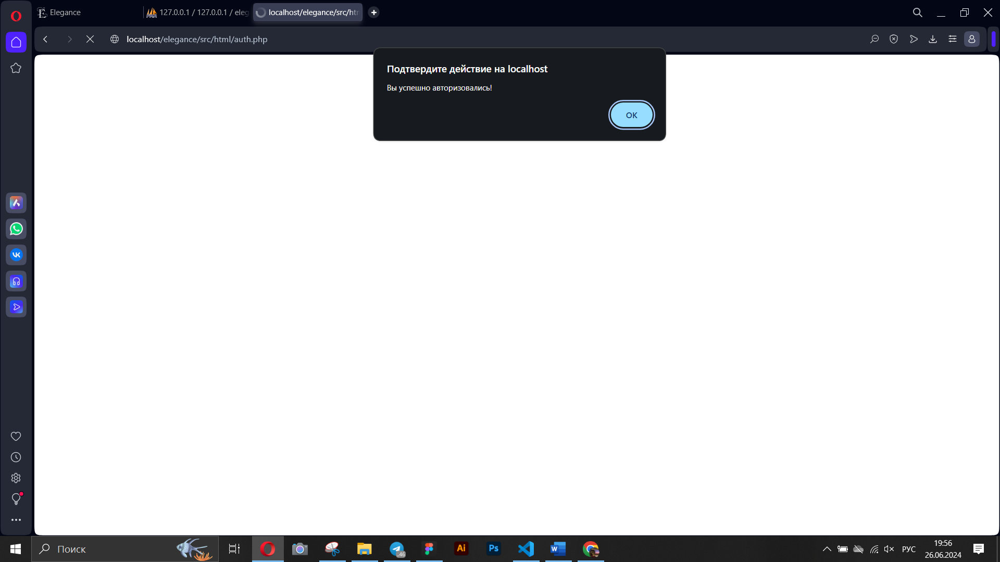 Elegance
127.0.0.1 / 127.0.0.1 / eleg
localhost/elegance/src/htm
localhost/elegance/src/html/auth.php
Подтвердите действие на localhost
Вы успешно авторизовались!
OK
Поиск
46
Ai
Ps
РУС
19:56
26.06.2024